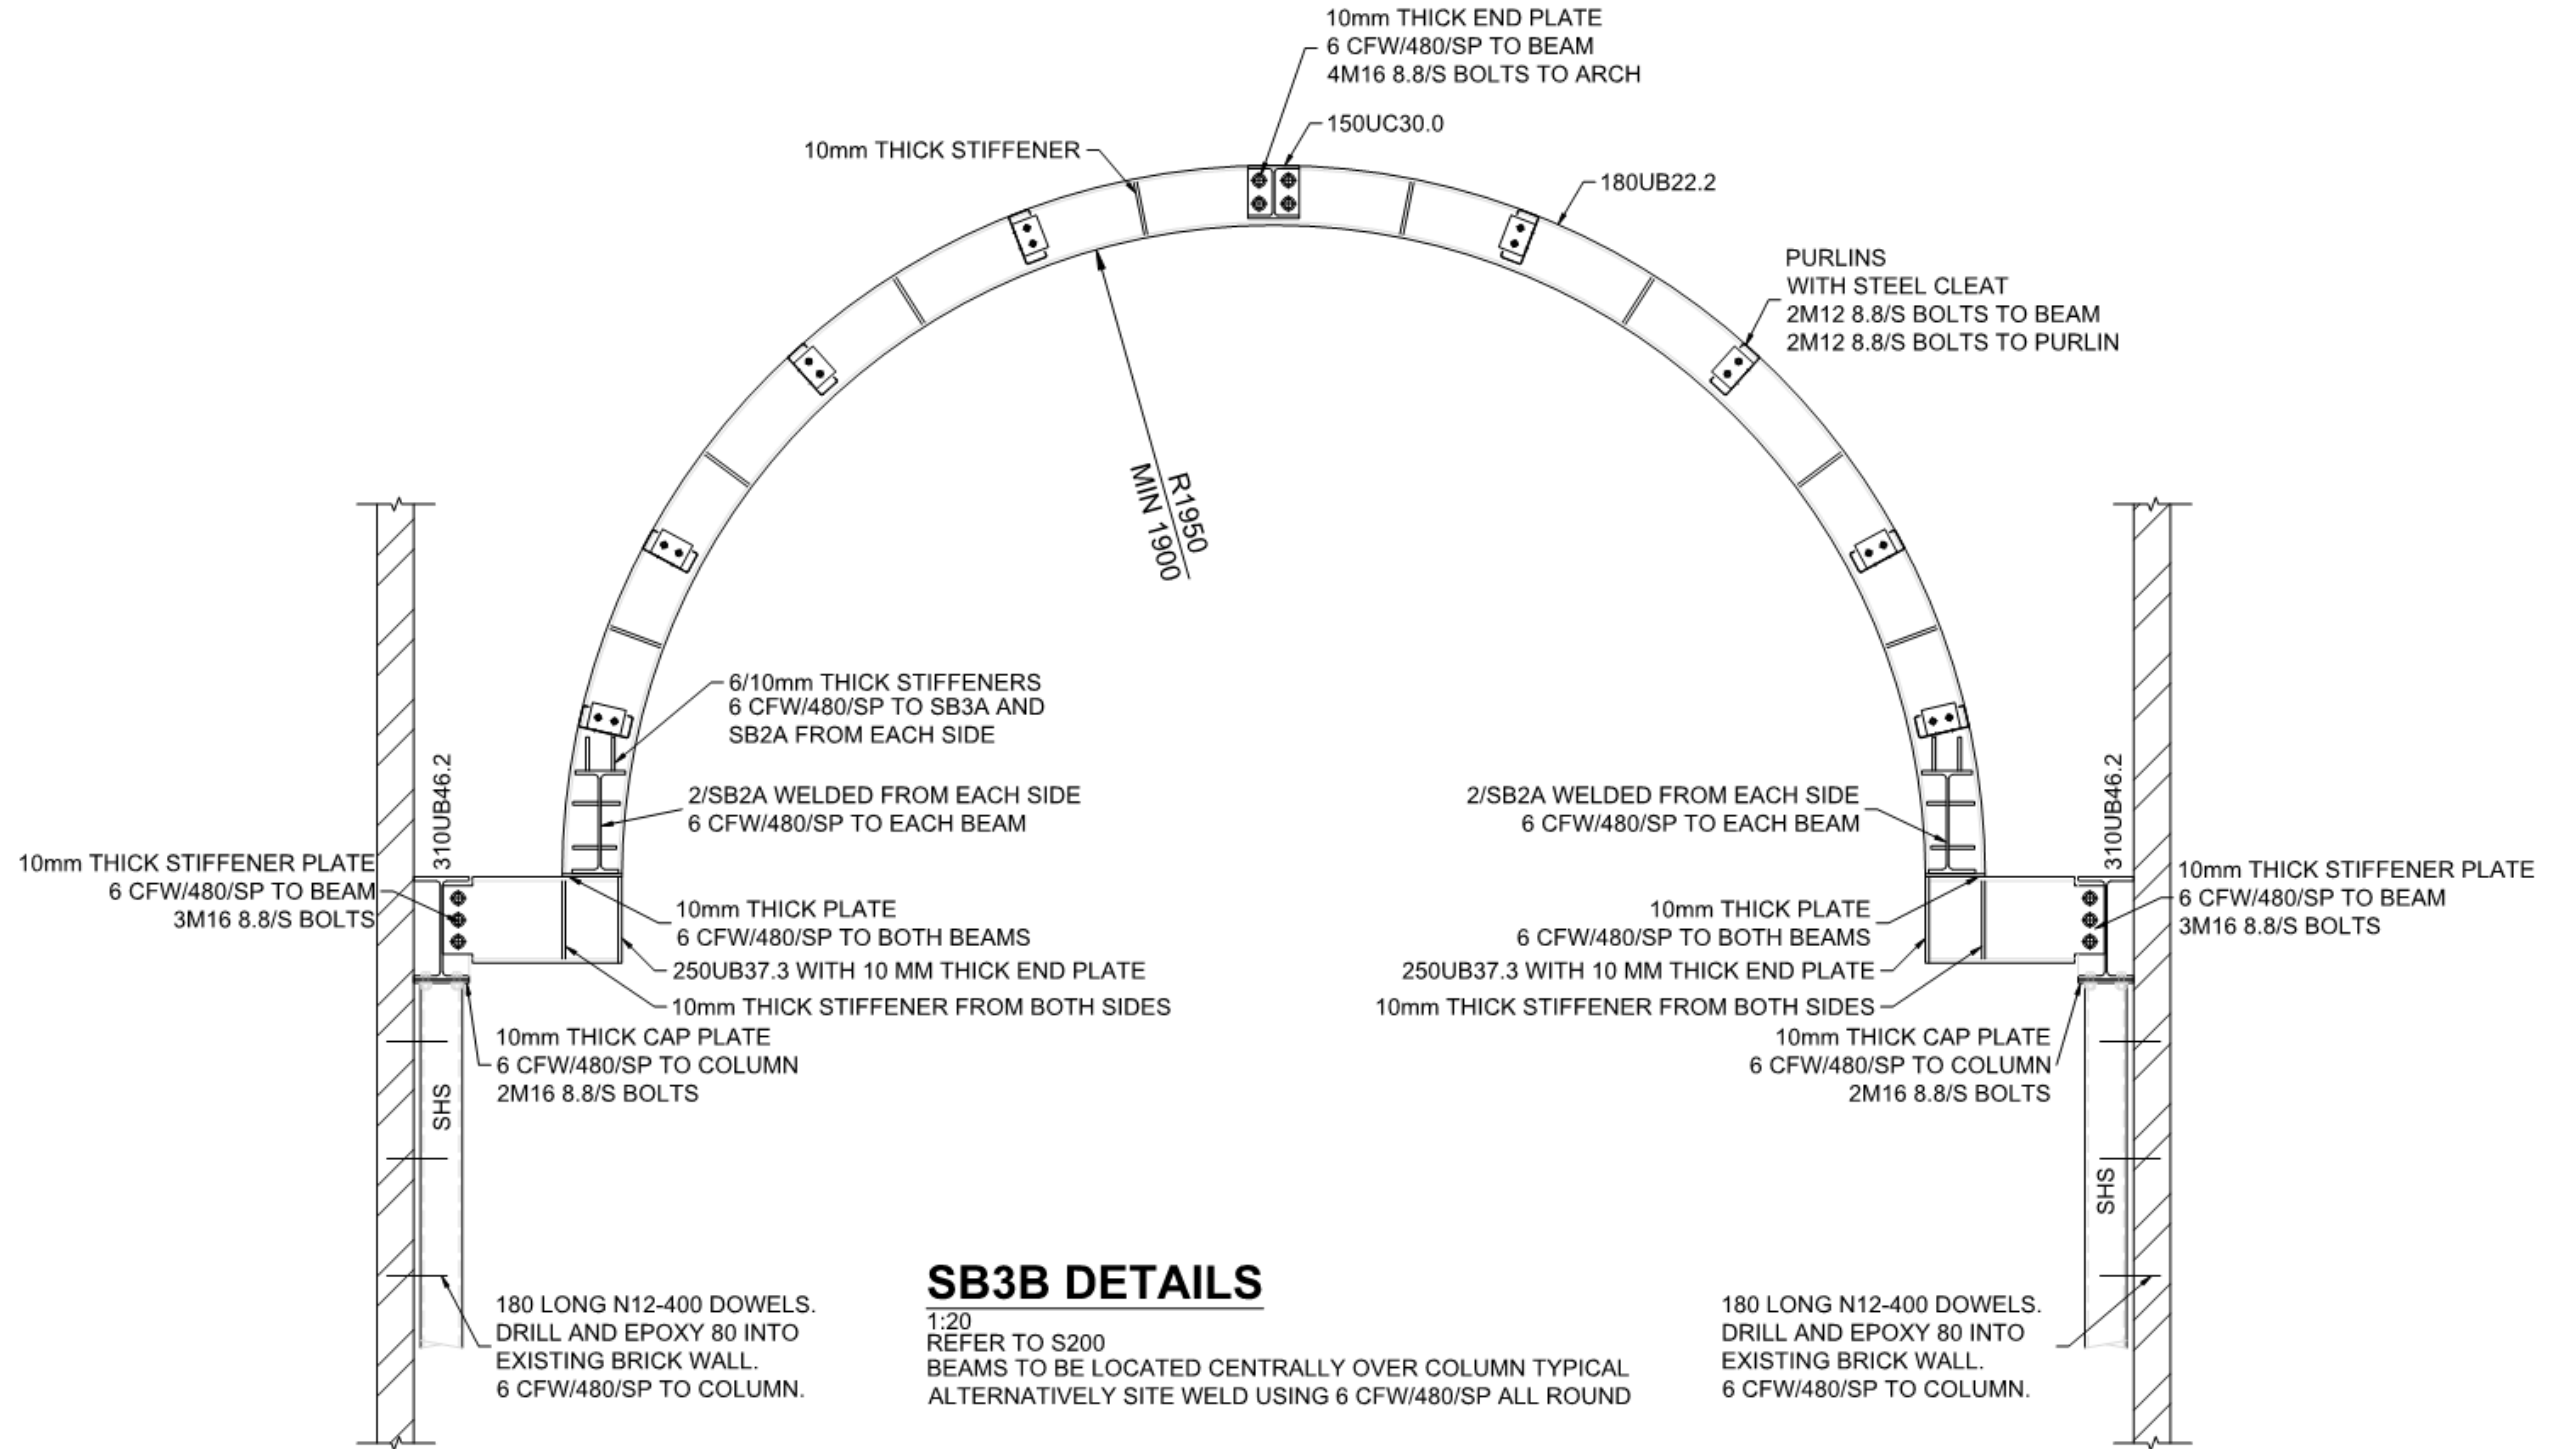 10mm THICK END PLATE
6 CFW/480/SP TO BEAM
4M16 8.8/S BOLTS TO ARCH
150UC30.0
10mm THICK STIFFENER
180UB22.2
PURLINS
WITH STEEL CLEAT
2M12 8.8/S BOLTS TO BEAM
2M12 8.8/S BOLTS TO PURLIN
R1950
MIN 1900
6/10mm THICK STIFFENERS
6 CFW/480/SP TO SB3A AND
SB2A FROM EACH SIDE
310UB46.2
2/SB2A WELDED FROM EACH SIDE
6 CFW/480/SP TO EACH BEAM
2/SB2A WELDED FROM EACH SIDE
6 CFW/480/SP TO EACH BEAM
310UB46.2
10mm THICK STIFFENER PLATE
6 CFW/480/SP TO BEAM
3M16 8.8/S BOLTS
10mm THICK PLATE
6 CFW/480/SP TO BOTH BEAMS
250UB37.3 WITH 10 MM THICK END PLATE
10mm THICK STIFFENER FROM BOTH SIDES
10mm THICK PLATE
6 CFW/480/SP TO BOTH BEAMS
250UB37.3 WITH 10 MM THICK END PLATE
10mm THICK STIFFENER FROM BOTH SIDES
10mm THICK STIFFENER PLATE
6 CFW/480/SP TO BEAM
3M16 8.8/S BOLTS
10mm THICK CAP PLATE
6 CFW/480/SP TO COLUMN
2M16 8.8/S BOLTS
10mm THICK CAP PLATE
6 CFW/480/SP TO COLUMN
2M16 8.8/S BOLTS
SHS
SHS
180 LONG N12-400 DOWELS.
DRILL AND EPOXY 80 INTO
EXISTING BRICK WALL.
6 CFW/480/SP TO COLUMN.
SB3B DETAILS
1:20
REFER TO S200
BEAMS TO BE LOCATED CENTRALLY OVER COLUMN TYPICAL
ALTERNATIVELY SITE WELD USING 6 CFW/480/SP ALL ROUND
180 LONG N12-400 DOWELS.
DRILL AND EPOXY 80 INTO
EXISTING BRICK WALL.
6 CFW/480/SP TO COLUMN.